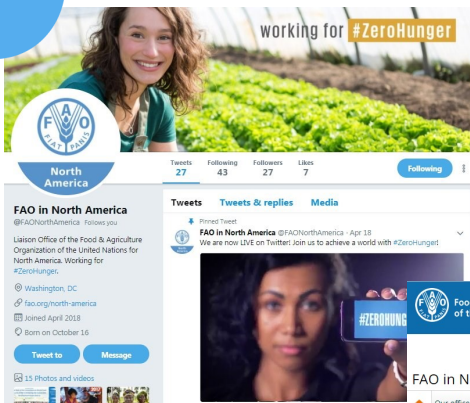 working for #ZeroHunger
FAO
FIAT PANIS
North
America
Tweets Following Followers Likes
27 43 27 7
Following
FAO in North America
@FAONorthAmerica Follows you
Liaison Office of the Food & Agriculture
Organization of the United Nations for
North America. Working for
#ZeroHunger.
Washington, DC
fao.org/north-america
Joined April 2018
Born on October 16
Tweet to Message
15 Photos and videos
Tweets Tweets & replies Media
Pinned Tweet
FAO in North America @FAONorthAmerica · Apr 18
We are now LIVE on Twitter! Join us to achieve a world with #ZeroHunger!
#ZEROHUNG
Foo
of t
FAO in N
Our office